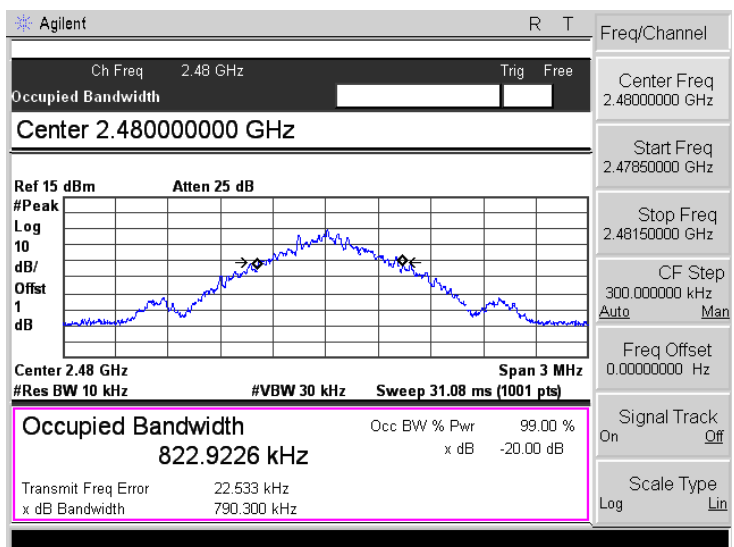 Agilent R T
Freq/Channel
Ch Freq 2.48 GHz Trig Free
Occupied Bandwidth
Center 2.480000000 GHz
Ref 15 dBm Atten 25 dB
#Peak
Log
10
dB/
Offst
1
dB
Center 2.48 GHz Span 3 MHz
#Res BW 10 kHz #VBW 30 kHz Sweep 31.08 ms (1001 pts)
Occupied Bandwidth
822.9226 kHz
Occ BW % Pwr 99.00 %
x dB -20.00 dB
Transmit Freq Error 22.533 kHz
x dB Bandwidth 790.300 kHz
Center Freq
2.48000000 GHz
Start Freq
2.47850000 GHz
Stop Freq
2.48150000 GHz
CF Step
300.000000 kHz
Auto Man
Freq Offset
0.00000000 Hz
Signal Track
On Off
Scale Type
Log Lin